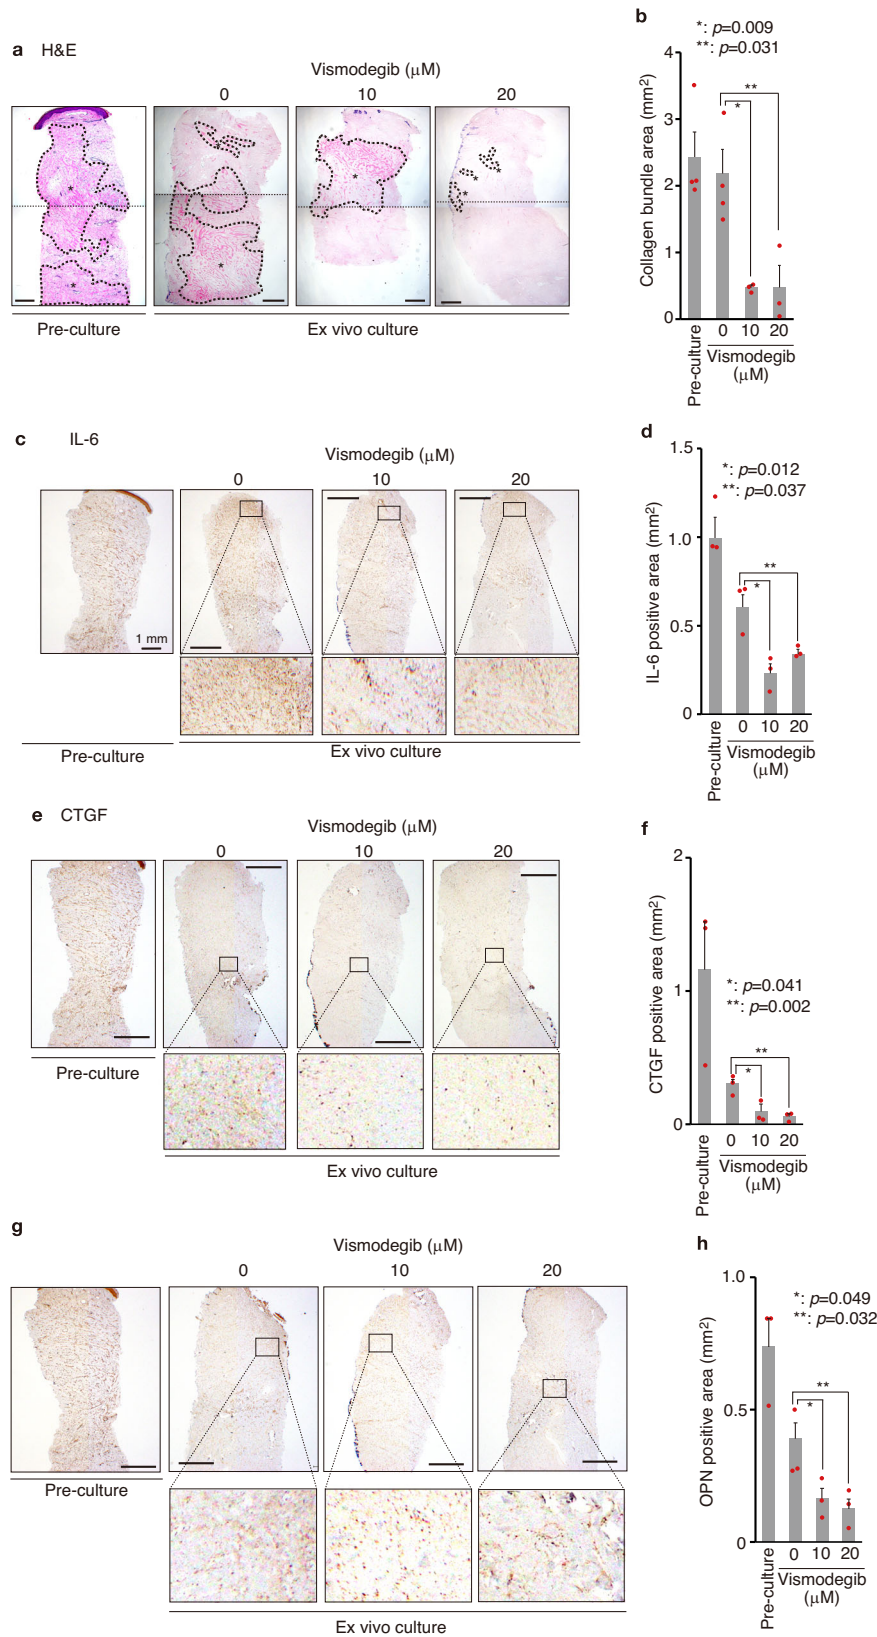 a H&E
Vismodegib (μM)
0 10 20
* * * * * *
Pre-culture
Ex vivo culture
b
*: p=0.009
**: p=0.031
Collagen bundle area (mm2)
4
3
2
1
0
**
*
0 10 20
Pre-culture
Vismodegib
(μM)
c IL-6
Vismodegib (μM)
0 10 20
1 mm
Pre-culture
Ex vivo culture
d
*: p=0.012
**: p=0.037
IL-6 positive area (mm2)
1.5
1.0
0.5
0
**
*
0 10 20
Pre-culture
Vismodegib
(μM)
e CTGF
Vismodegib (μM)
0 10 20
Pre-culture
Ex vivo culture
f
*: p=0.041
**: p=0.002
CTGF positive area (mm2)
2
1
0
**
*
0 10 20
Pre-culture
Vismodegib
(μM)
g
Vismodegib (μM)
0 10 20
Pre-culture
Ex vivo culture
h
*: p=0.049
**: p=0.032
OPN positive area (mm2)
1.0
0.5
0
**
*
0 10 20
Pre-culture
Vismodegib
(μM)